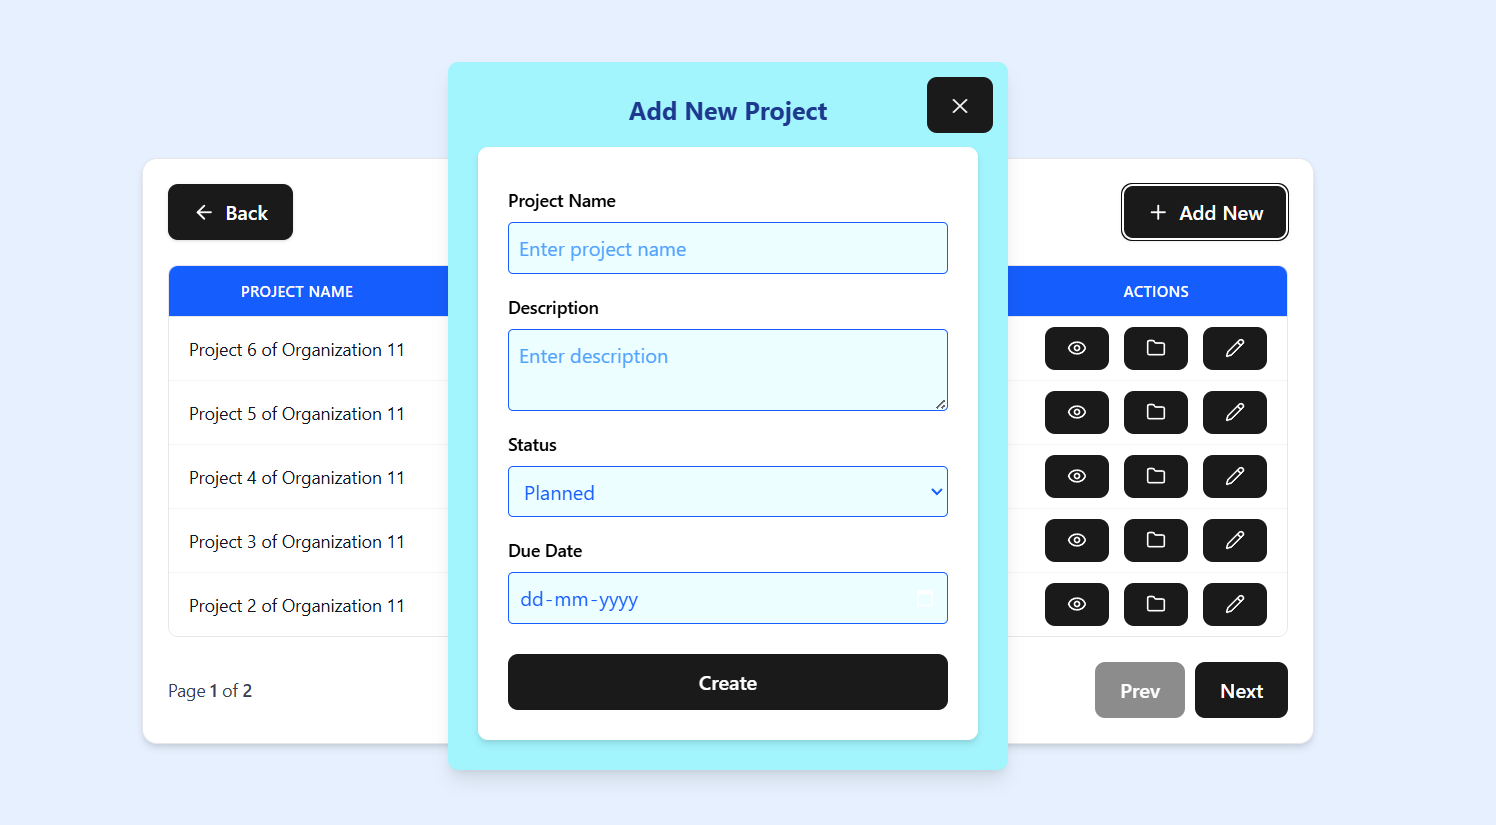 Add New Project
Back
Add New
Project Name
Enter project name
Description
Enter description
Status
Planned
Due Date
dd-mm-yyyy
Create
PROJECT NAME
ACTIONS
Project 6 of Organization 11
Project 5 of Organization 11
Project 4 of Organization 11
Project 3 of Organization 11
Project 2 of Organization 11
Page 1 of 2
Prev
Next